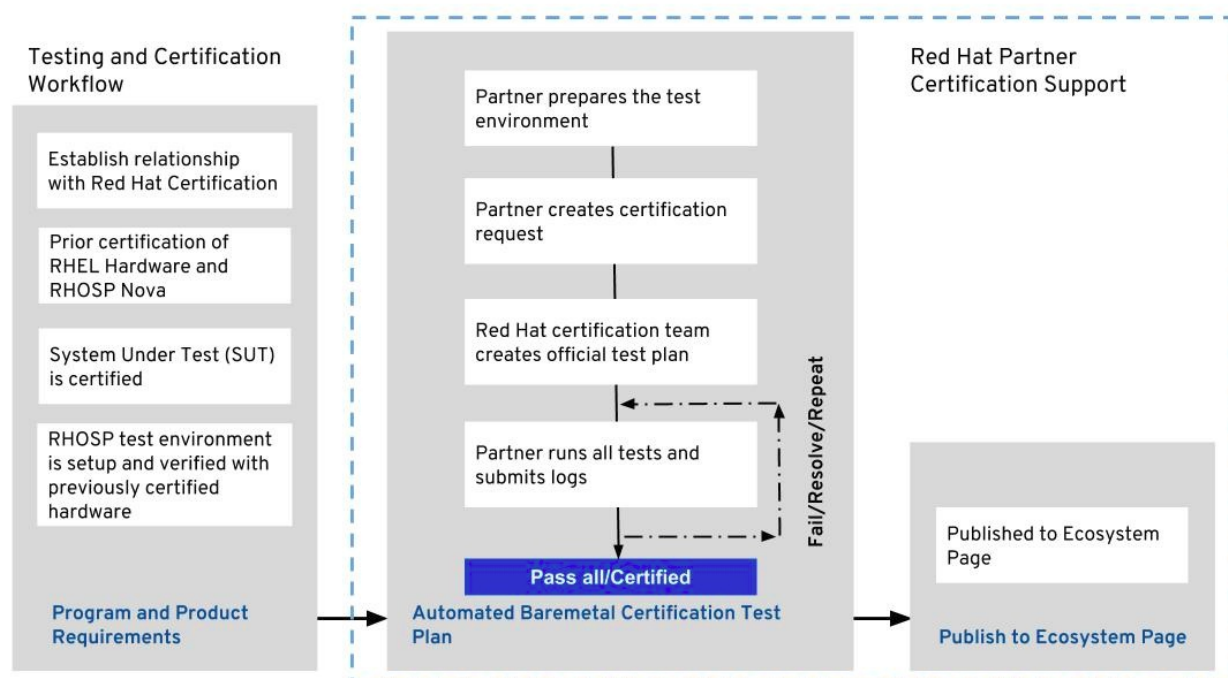 Testing and Certification
Workflow
Establish relationship
with Red Hat Certification
Prior certification of
RHEL Hardware and
RHOSP Nova
System Under Test (SUT)
is certified
RHOSP test environment
is setup and verified with
previously certified
hardware
Program and Product
Requirements
Partner prepares the test
environment
Partner creates certification
request
Red Hat certification team
creates official test plan
Partner runs all tests and
submits logs
Fail/Resolve/Repeat
Pass all/Certified
Automated Baremetal Certification Test
Plan
Red Hat Partner
Certification Support
Published to Ecosystem
Page
Publish to Ecosystem Page